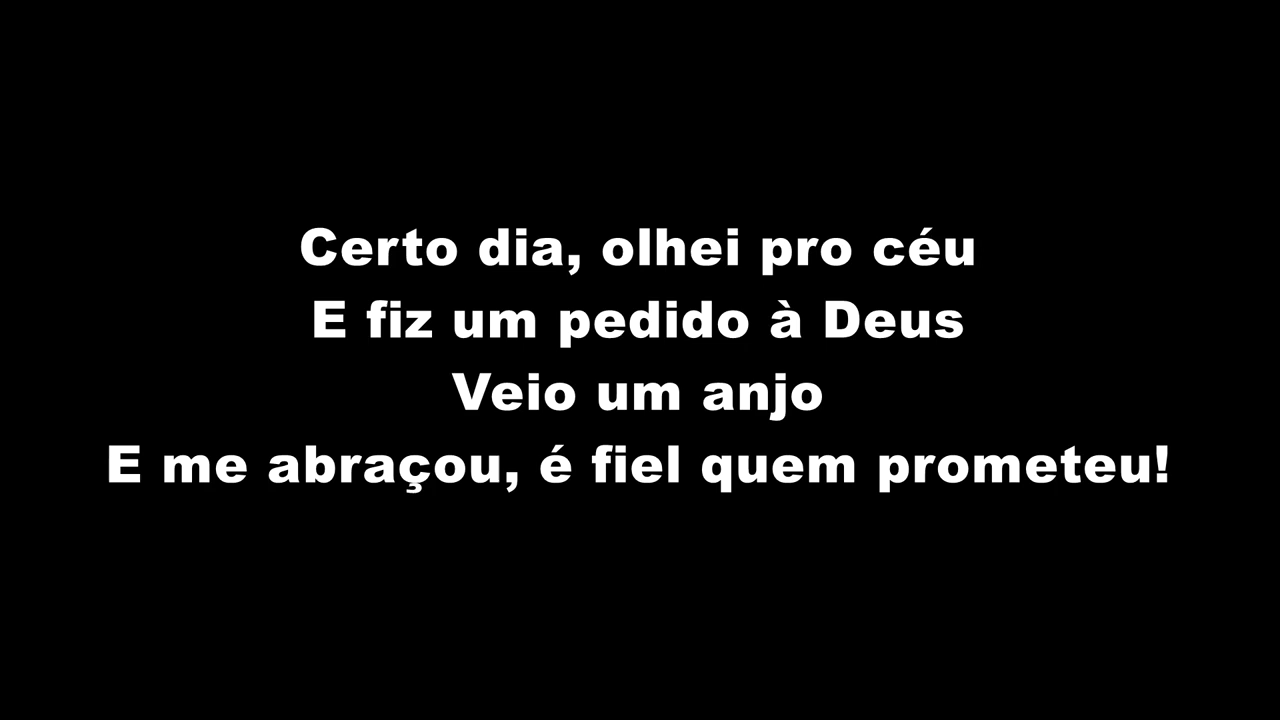 Certo dia, olhei pro céu
E fiz um pedido à Deus
Veio um anjo
E me abraçou, é fiel quem prometeu!